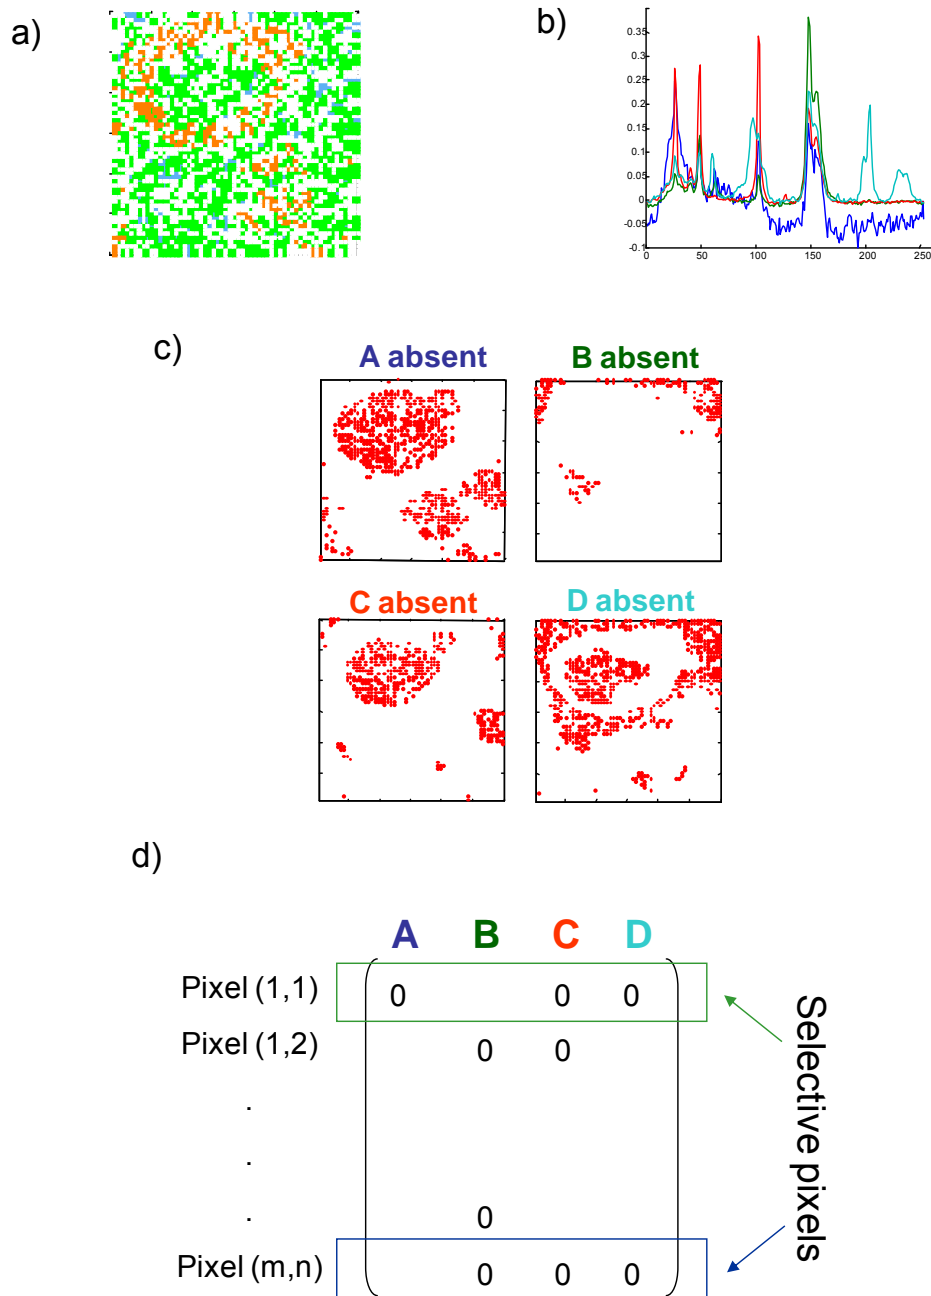 a)
b)
0.35
0.3
0.25
0.2
0.15
0.1
0.05
0
-0.05
-0.1
0 50 100 150 200 250
c)
A absent
B absent
C absent
D absent
d)
A B C D
Pixel (1,1) 0 0 0
Pixel (1,2) 0 0
.
.
. 0
Pixel (m,n) 0 0 0
Selective pixels